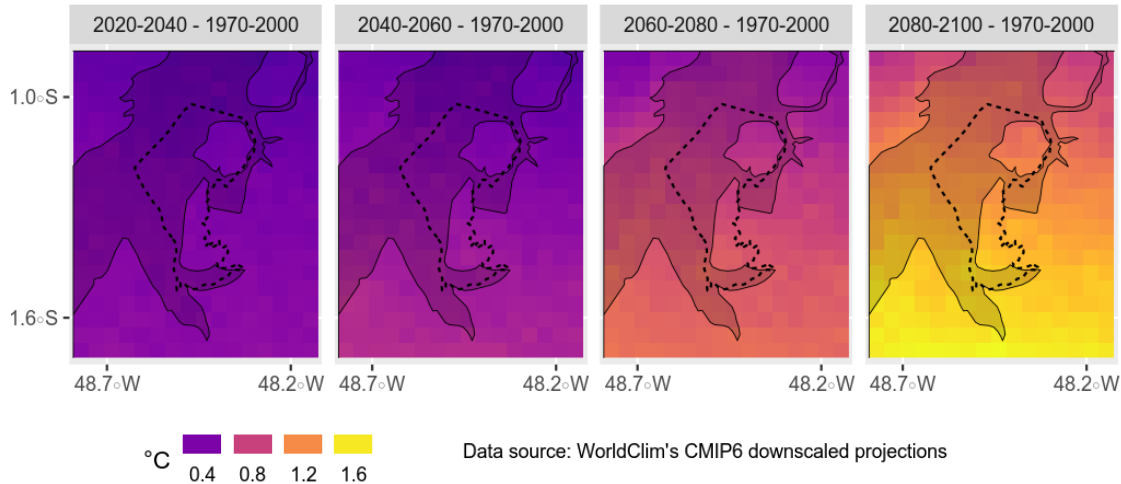 2020-2040 - 1970-2000 2040-2060 - 1970-2000 2060-2080 - 1970-2000 2080-2100 - 1970-2000
1.0○S
1.6○S
48.7○W 48.2○W 48.7○W 48.2○W 48.7○W 48.2○W 48.7○W 48.2○W
°C
0.4 0.8 1.2 1.6
Data source: WorldClim's CMIP6 downscaled projections